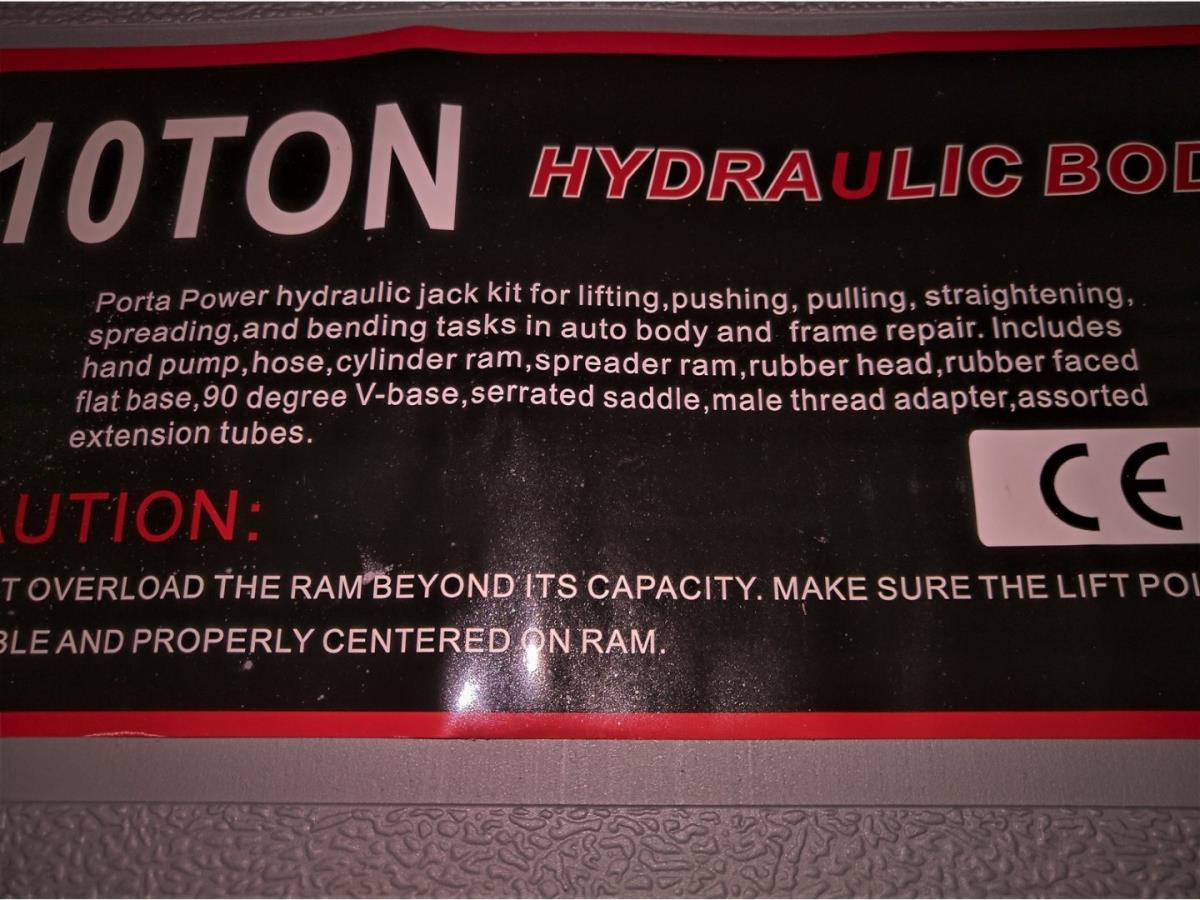 10TON HYDRAULIC BOD
Porta Power hydraulic jack kit for lifting,pushing, pulling, straightening,
spreading,and bending tasks in auto body and frame repair. Includes
hand pump,hose,cylinder ram,spreader ram,rubber head,rubber faced
flat base,90 degree V-base,serrated saddle,male thread adapter,assorted
extension tubes.
CE
AUTION:
T OVERLOAD THE RAM BEYOND ITS CAPACITY. MAKE SURE THE LIFT POI
BLE AND PROPERLY CENTERED ON RAM.